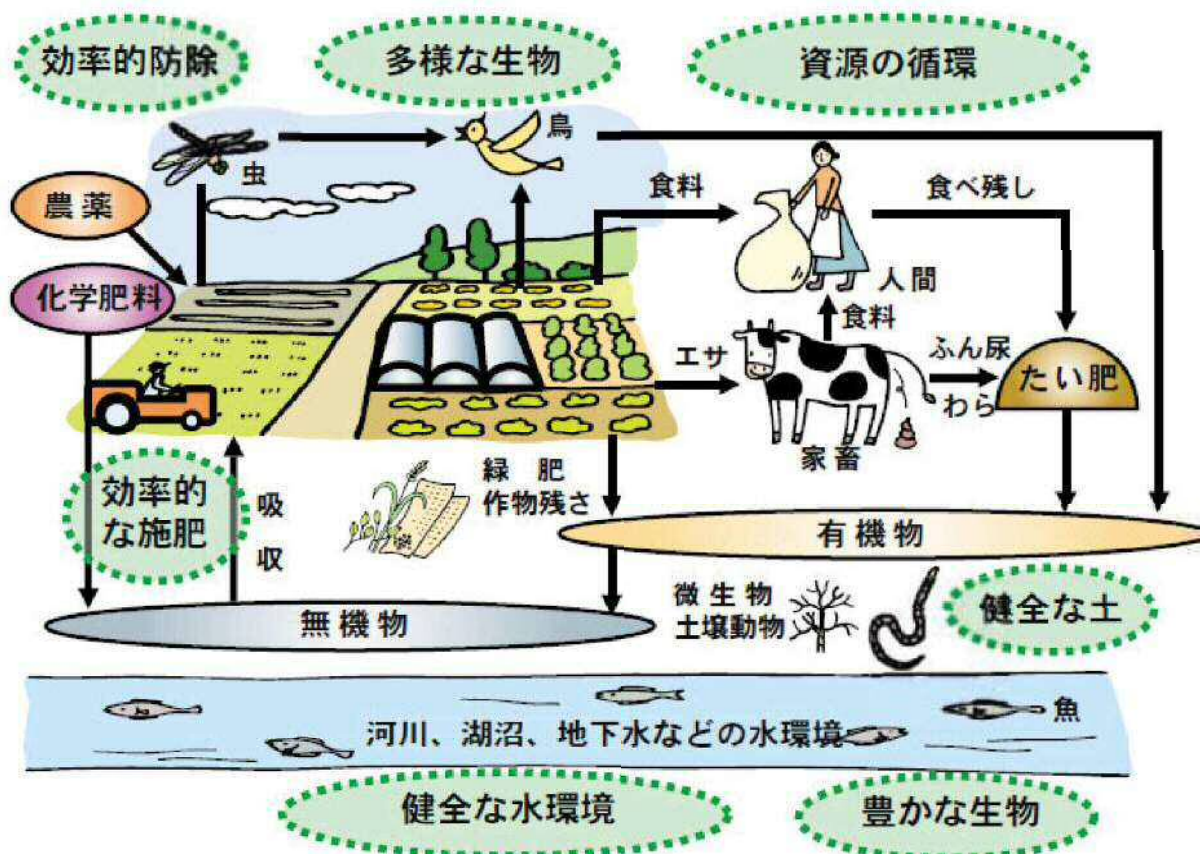 効率的防除
多様な生物
資源の循環
虫
鳥
農薬
食料
食べ残し
人間
化学肥料
食料
エサ
ふん尿
わら
たい肥
家畜
効率的
な施肥
吸
収
緑 肥
作物残さ
有機物
無機物
微生物
土壌動物
健全な土
魚
河川、湖沼、地下水などの水環境
健全な水環境
豊かな生物